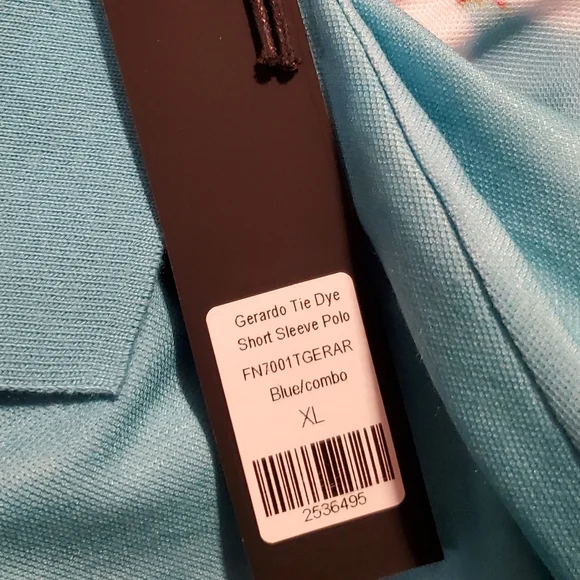 Gerardo Tie Dye
Short Sleeve Polo
FN7001TGERAR
Blue/combo
XL
2536495